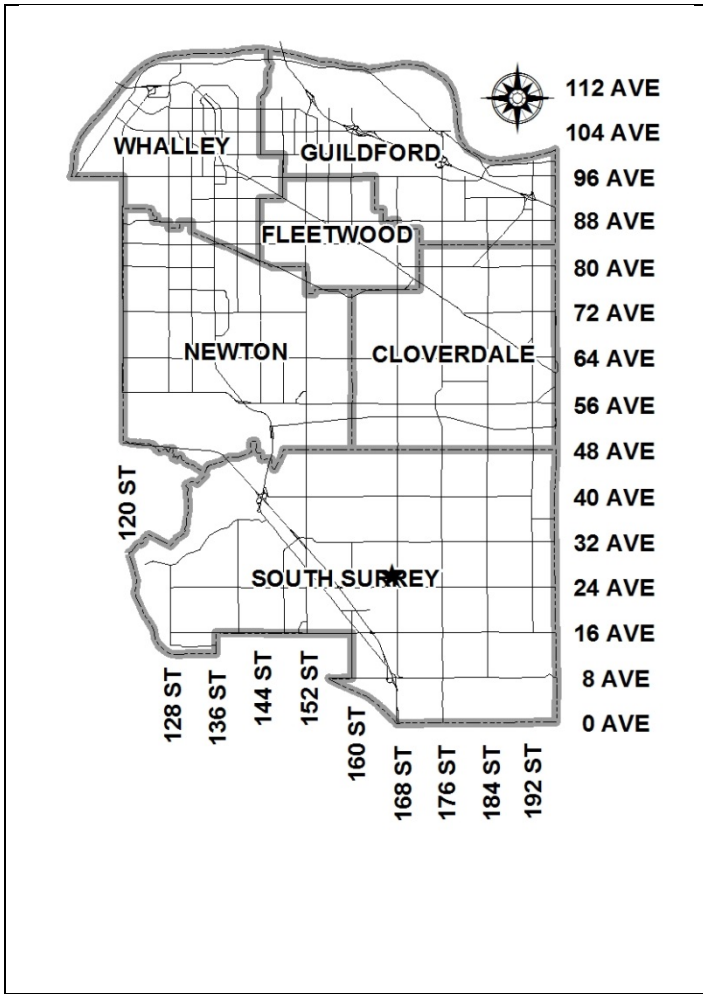 112 AVE
104 AVE
WHALLEY
GUILDFORD
96 AVE
88 AVE
FLEETWOOD
80 AVE
72 AVE
NEWTON
CLOVERDALE
64 AVE
56 AVE
48 AVE
120 ST
40 AVE
32 AVE
SOUTH SURREY
24 AVE
16 AVE
128 ST
136 ST
144 ST
152 ST
160 ST
8 AVE
0 AVE
168 ST
176 ST
184 ST
192 ST